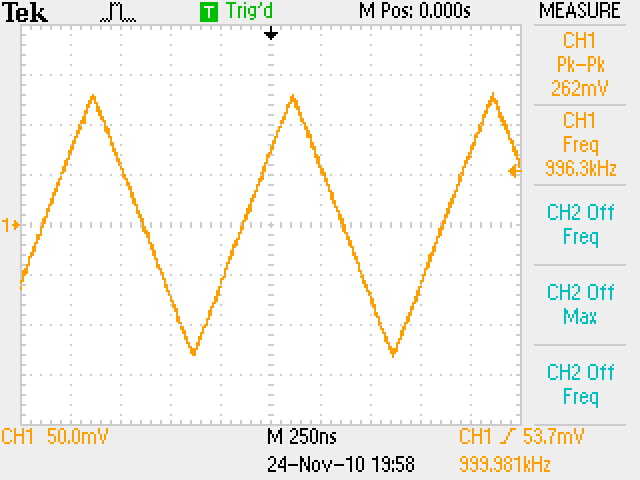 Tek T Trig'd M Pos: 0.000s MEASURE
CH1
Pk-Pk
262mV
CH1
Freq
996.3kHz
CH2 Off
Freq
CH2 Off
Max
CH2 Off
Freq
1
CH1 50.0mV M 250ns CH1 53.7mV
24-Nov-10 19:58 999.981kHz